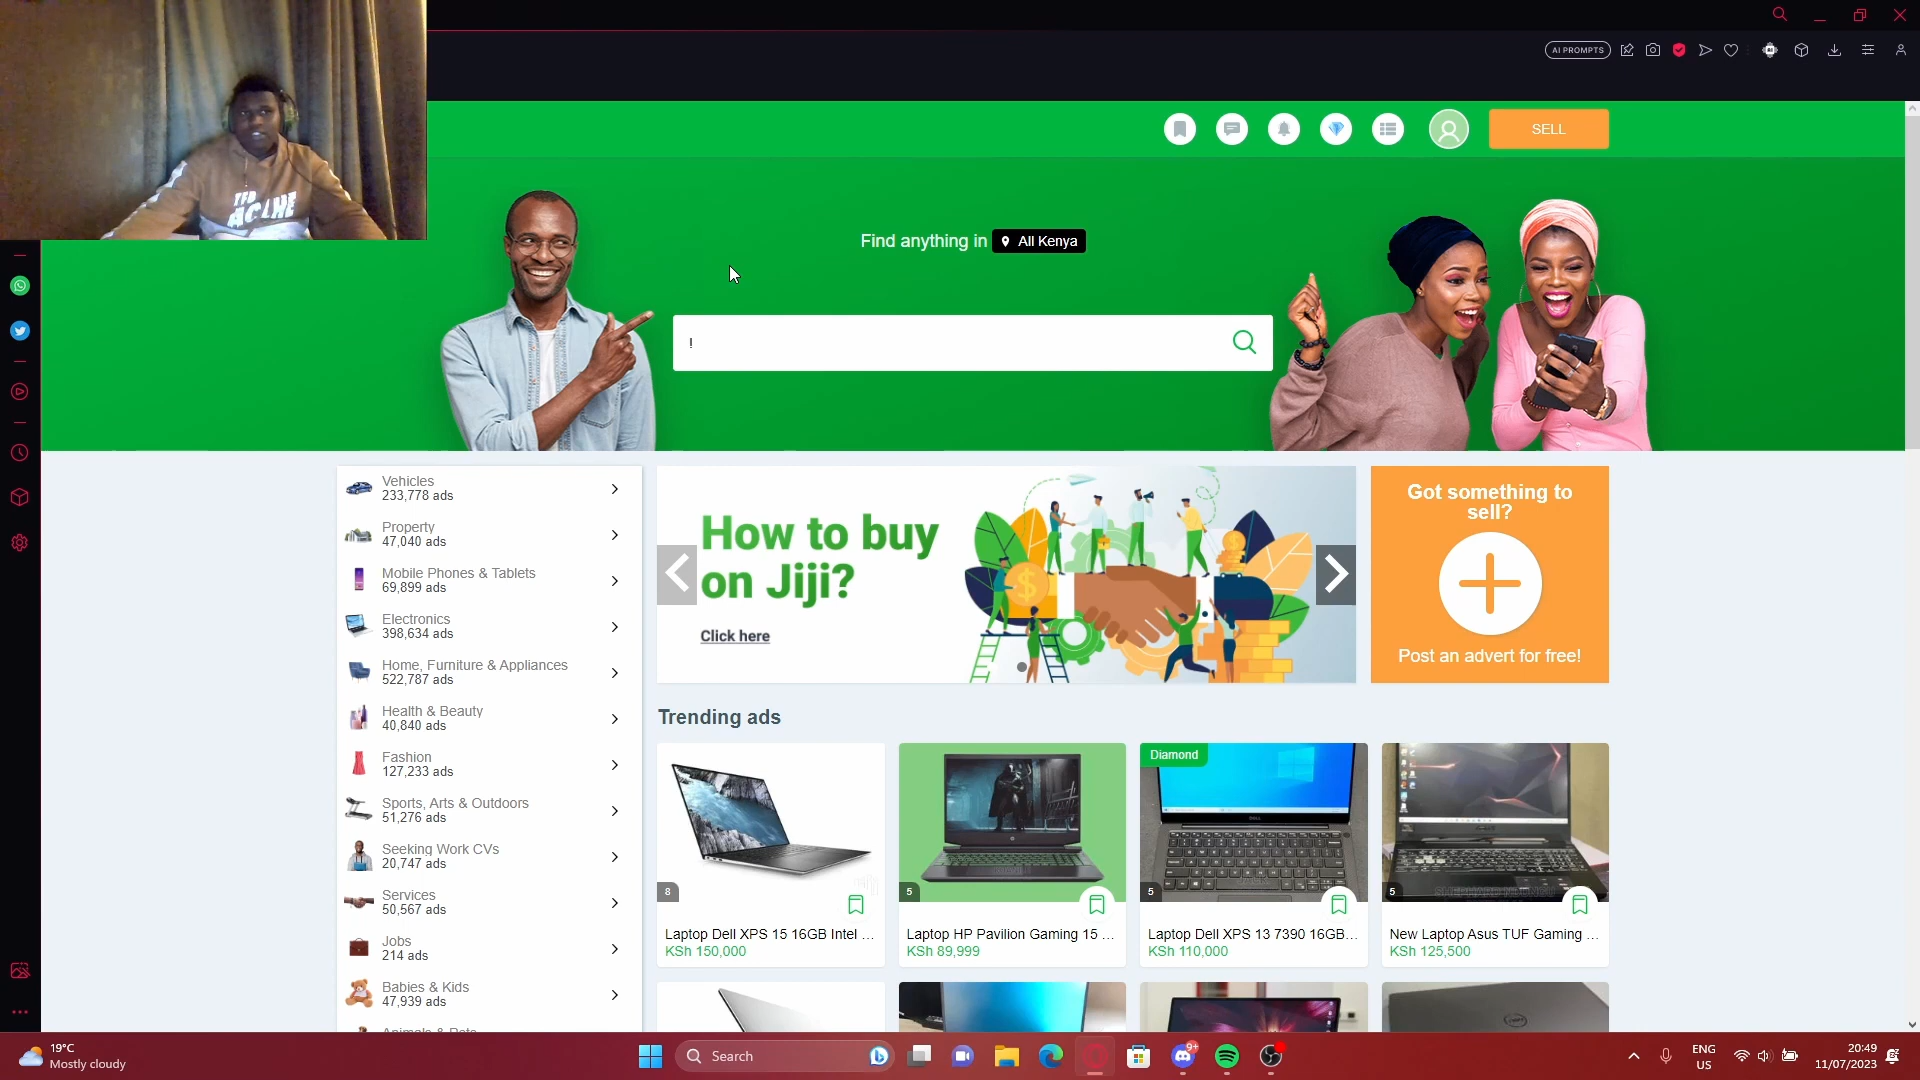 AI PROMPTS
SELL
Find anything in All Kenya
!
Vehicles
233,778 ads
Property
47,040 ads
Mobile Phones & Tablets
69,899 ads
Electronics
398,634 ads
Home, Furniture & Appliances
522,787 ads
Health & Beauty
40,840 ads
Fashion
127,233 ads
Sports, Arts & Outdoors
51,276 ads
Seeking Work CVs
20,747 ads
Services
50,567 ads
Jobs
214 ads
Babies & Kids
47,939 ads
How to buy
on Jiji?
Click here
Got something to
sell?
Post an advert for free!
Trending ads
8
Laptop Dell XPS 15 16GB Intel ...
KSh 150,000
5
Laptop HP Pavilion Gaming 15 ...
KSh 89,999
Diamond
5
Laptop Dell XPS 13 7390 16GB...
KSh 110,000
5
New Laptop Asus TUF Gaming ...
KSh 125,500
19°C
Mostly cloudy
Search
9+
ENG
US
20:49
11/07/2023